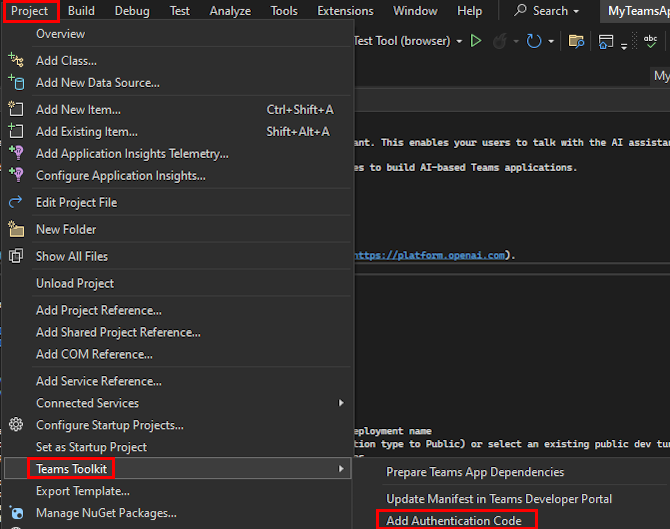 Project Build Debug Test Analyze Tools Extensions Window Help Search MyTeamsAp
Overview
Test Tool (browser)
Add Class...
Add New Data Source...
My
Add New Item... Ctrl+Shift+A
Add Existing Item... Shift+Alt+A
ant. This enables your users to talk with the AI assistan
Add Application Insights Telemetry...
es to build AI-based Teams applications.
Configure Application Insights...
Edit Project File
New Folder
Show All Files
https://platform.openai.com).
Unload Project
Add Project Reference...
Add Shared Project Reference...
Add COM Reference...
Add Service Reference...
Connected Services
Configure Startup Projects...
eployment name
Set as Startup Project
tion type to Public) or select an existing public dev tun
Teams Toolkit
Prepare Teams App Dependencies
Export Template...
Update Manifest in Teams Developer Portal
Manage NuGet Packages...
Add Authentication Code